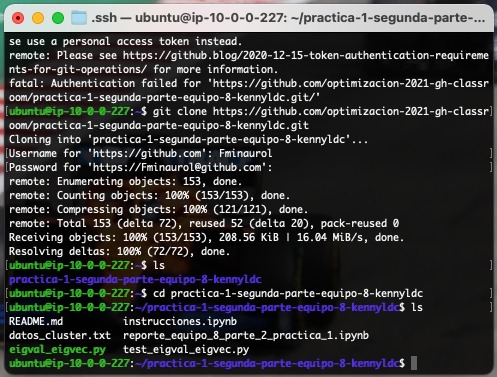 .ssh — ubuntu@ip-10-0-0-227: ~/practica-1-segunda-parte-...
se use a personal access token instead.
remote: Please see https://github.blog/2020-12-15-token-authentication-requireme
nts-for-git-operations/ for more information.
fatal: Authentication failed for 'https://github.com/optimizacion-2021-gh-classr
oom/practica-1-segunda-parte-equipo-8-kennyldc.git/'
[ubuntu@ip-10-0-0-227:~$ git clone https://github.com/optimizacion-2021-gh-classr]
oom/practica-1-segunda-parte-equipo-8-kennyldc.git
Cloning into 'practica-1-segunda-parte-equipo-8-kennyldc'...
[Username for 'https://github.com': Fminaurol ]
[Password for 'https://Fminaurol@github.com': ]
remote: Enumerating objects: 153, done.
remote: Counting objects: 100% (153/153), done.
remote: Compressing objects: 100% (121/121), done.
remote: Total 153 (delta 72), reused 52 (delta 20), pack-reused 0
Receiving objects: 100% (153/153), 208.56 KiB | 16.04 MiB/s, done.
Resolving deltas: 100% (72/72), done.
[ubuntu@ip-10-0-0-227:~$ ls ]
practica-1-segunda-parte-equipo-8-kennyldc
[ubuntu@ip-10-0-0-227:~$ cd practica-1-segunda-parte-equipo-8-kennyldc ]
[ubuntu@ip-10-0-0-227:~/practica-1-segunda-parte-equipo-8-kennyldc$ ls ]
README.md instrucciones.ipynb
datos_cluster.txt reporte_equipo_8_parte_2_practica_1.ipynb
eigval_eigvec.py test_eigval_eigvec.py
ubuntu@ip-10-0-0-227:~/practica-1-segunda-parte-equipo-8-kennyldc$